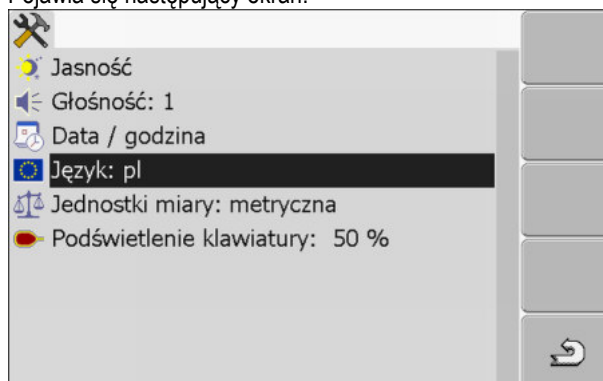 Pojawia się następujący ekran:
Jasność
Głośność: 1
Data / godzina
Język: pl
Jednostki miary: metryczna
Podświetlenie klawiatury: 50 %